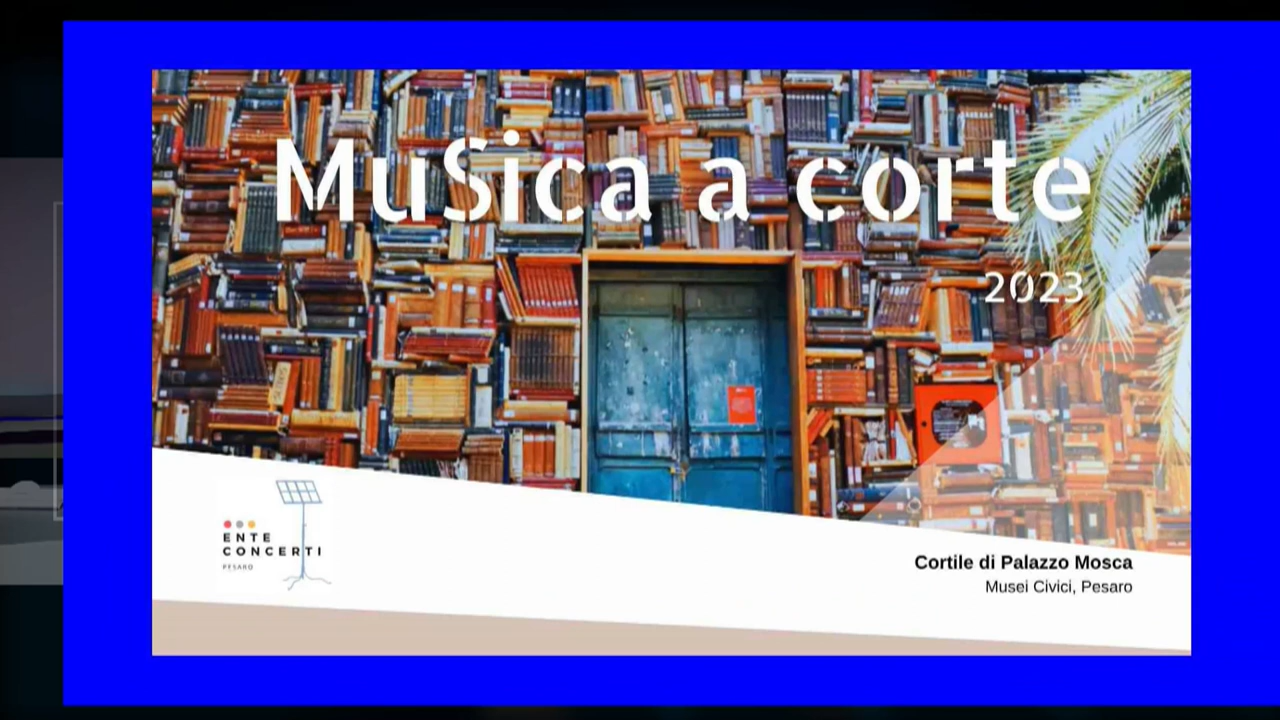 MuSica a corte
2023
ENTE
CONCERTI
PESARO
Cortile di Palazzo Mosca
Musei Civici, Pesaro